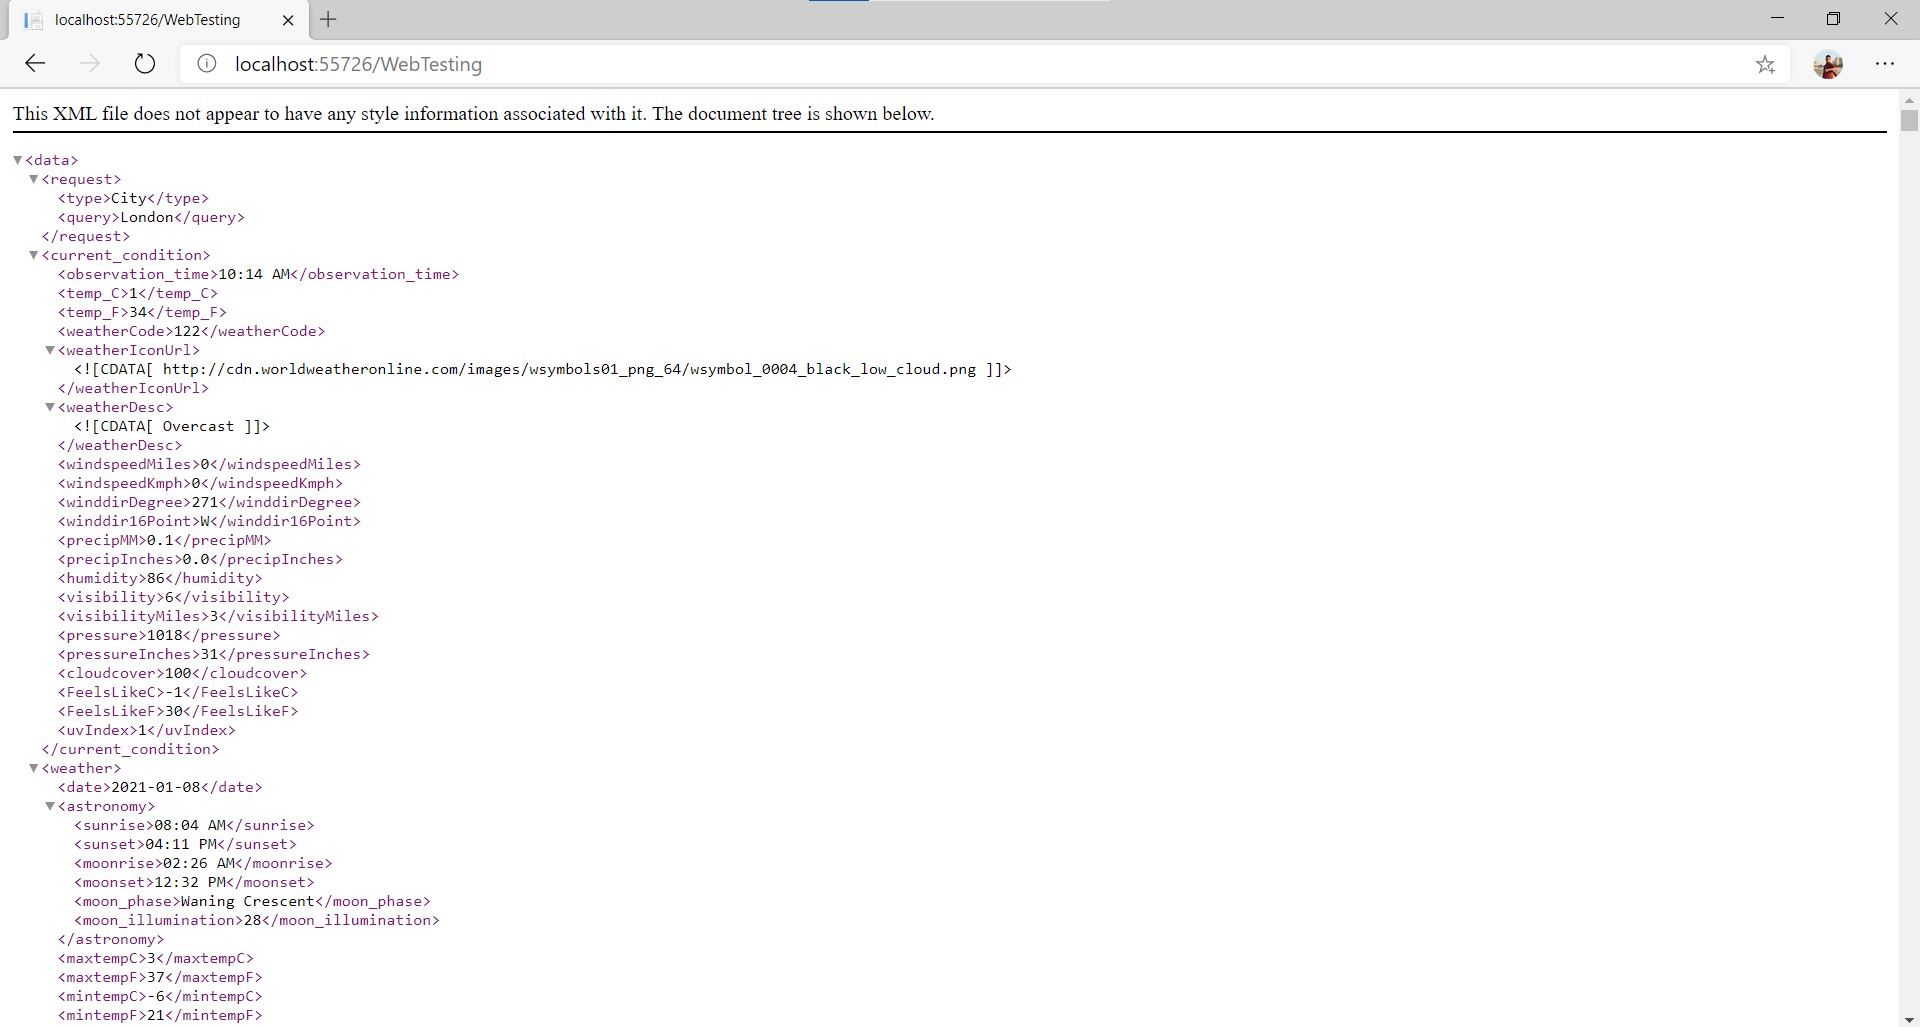 localhost:55726/WebTesting
localhost:55726/WebTesting
This XML file does not appear to have any style information associated with it. The document tree is shown below.
<data>
<request>
<type>City</type>
<query>London</query>
</request>
<current_condition>
<observation_time>10:14 AM</observation_time>
<temp_C>1</temp_C>
<temp_F>34</temp_F>
<weatherCode>122</weatherCode>
<weatherIconUrl>
<![CDATA[ http://cdn.worldweatheronline.com/images/wsymbols01_png_64/wsymbol_0004_black_low_cloud.png ]]>
</weatherIconUrl>
<weatherDesc>
<![CDATA[ Overcast ]]>
</weatherDesc>
<windspeedMiles>0</windspeedMiles>
<windspeedKmph>0</windspeedKmph>
<winddirDegree>271</winddirDegree>
<winddir16Point>W</winddir16Point>
<precipMM>0.1</precipMM>
<precipInches>0.0</precipInches>
<humidity>86</humidity>
<visibility>6</visibility>
<visibilityMiles>3</visibilityMiles>
<pressure>1018</pressure>
<pressureInches>31</pressureInches>
<cloudcover>100</cloudcover>
<FeelsLikeC>-1</FeelsLikeC>
<FeelsLikeF>30</FeelsLikeF>
<uvIndex>1</uvIndex>
</current_condition>
<weather>
<date>2021-01-08</date>
<astronomy>
<sunrise>08:04 AM</sunrise>
<sunset>04:11 PM</sunset>
<moonrise>02:26 AM</moonrise>
<moonset>12:32 PM</moonset>
<moon_phase>Waning Crescent</moon_phase>
<moon_illumination>28</moon_illumination>
</astronomy>
<maxtempC>3</maxtempC>
<maxtempF>37</maxtempF>
<mintempC>-6</mintempC>
<mintempF>21</mintempF>